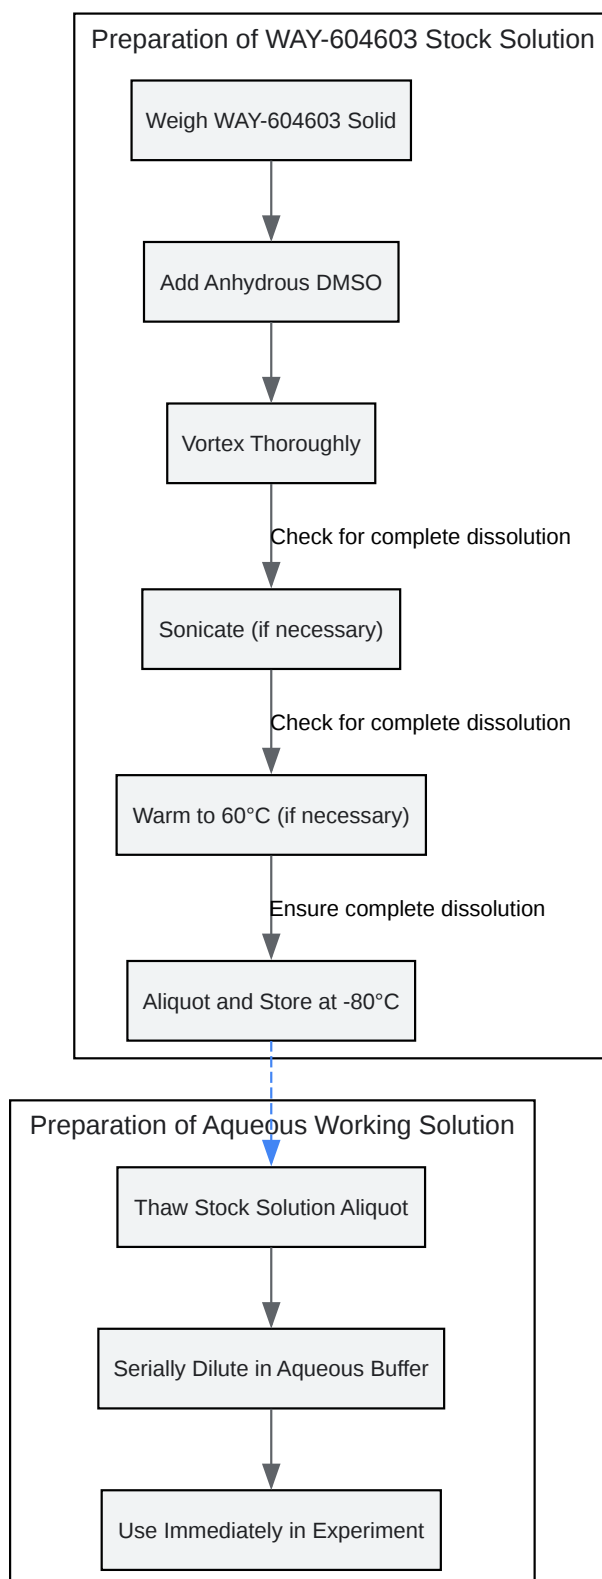 Preparation of WAY-604603 Stock Solution
Weigh WAY-604603 Solid
Add Anhydrous DMSO
Vortex Thoroughly
Check for complete dissolution
Sonicate (if necessary)
Check for complete dissolution
Warm to 60°C (if necessary)
Ensure complete dissolution
Aliquot and Store at -80°C
Preparation of Aqueous Working Solution
Thaw Stock Solution Aliquot
Serially Dilute in Aqueous Buffer
Use Immediately in Experiment